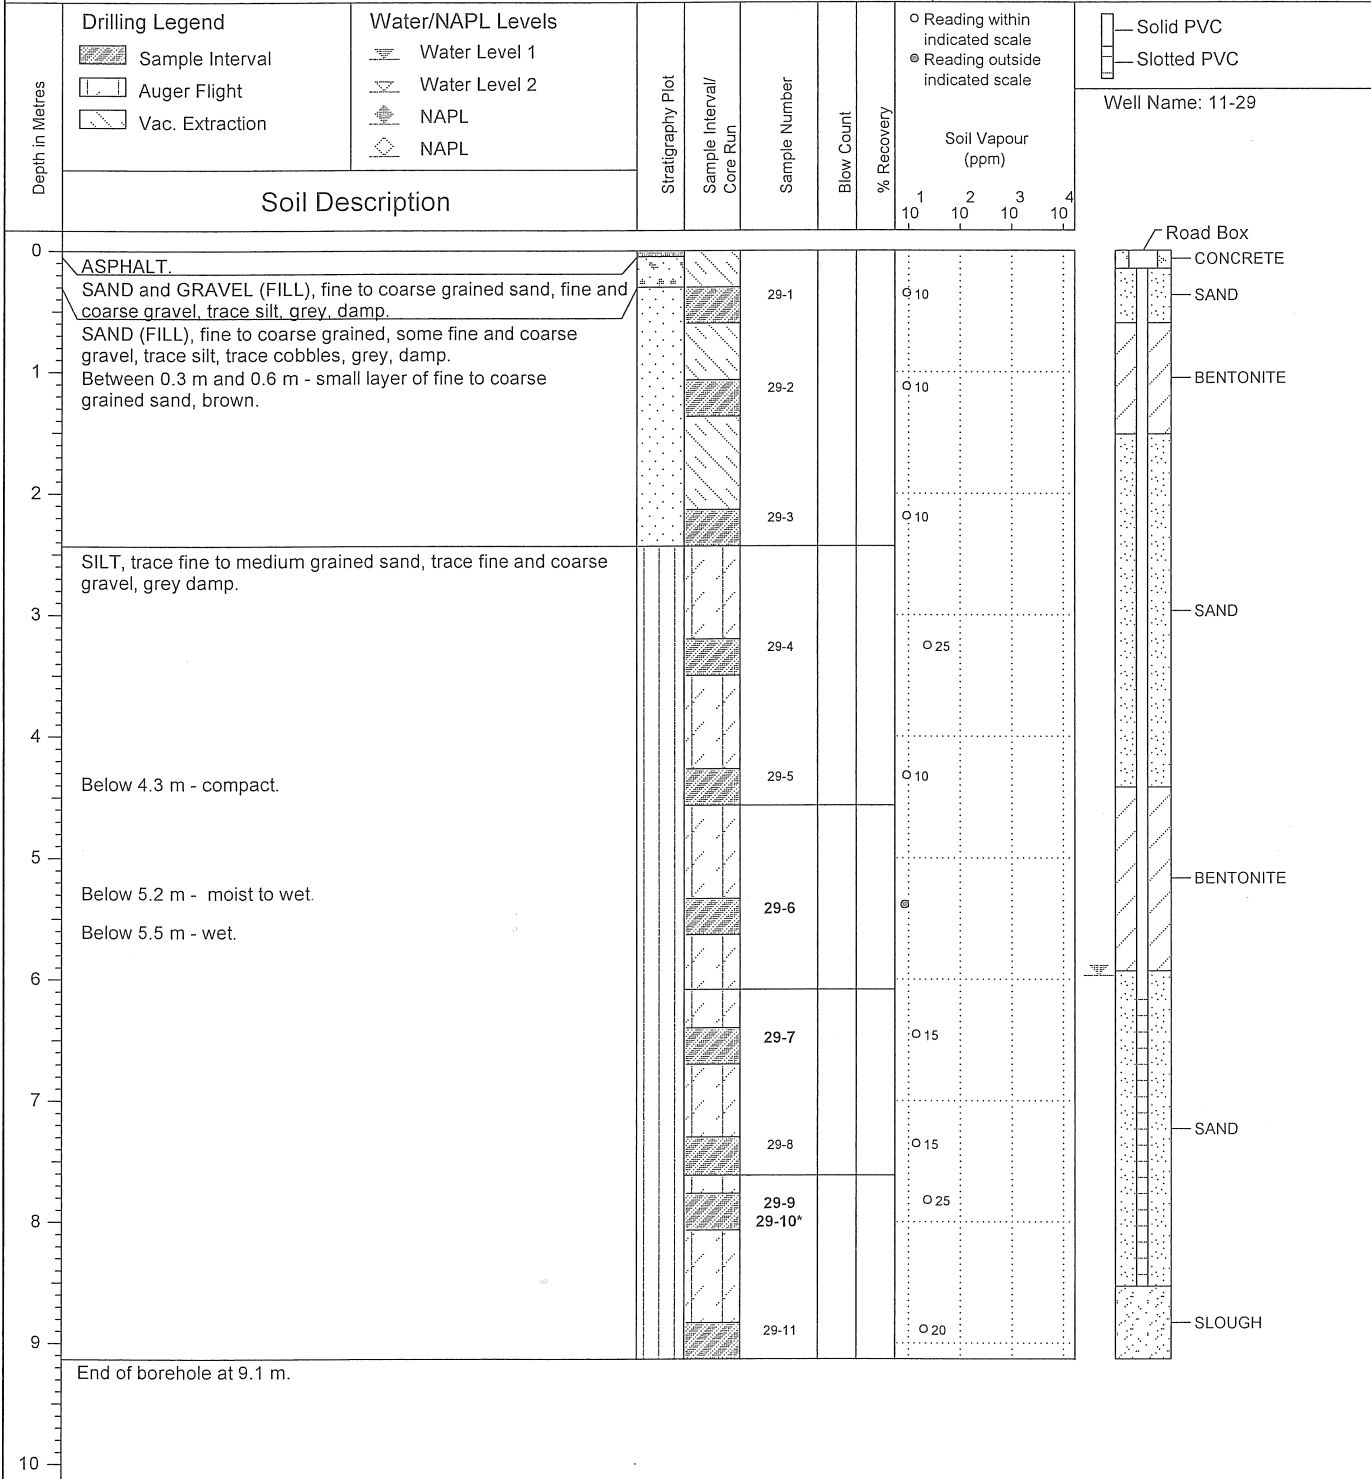 Drilling Legend
Sample Interval
Auger Flight
Vac. Extraction
Water/NAPL Levels
Water Level 1
Water Level 2
NAPL
NAPL
Depth in Metres
Soil Description
Stratigraphy Plot
Sample Interval/
Core Run
Sample Number
Blow Count
% Recovery
Reading within
indicated scale
Reading outside
indicated scale
Soil Vapour
(ppm)
10¹ 10² 10³ 10⁴
Solid PVC
Slotted PVC
Well Name: 11-29
Road Box
CONCRETE
SAND
BENTONITE
SAND
BENTONITE
SAND
SLOUGH
0
1
2
3
4
5
6
7
8
9
10
ASPHALT.
SAND and GRAVEL (FILL), fine to coarse grained sand, fine and
coarse gravel, trace silt, grey, damp.
SAND (FILL), fine to coarse grained, some fine and coarse
gravel, trace silt, trace cobbles, grey, damp.
Between 0.3 m and 0.6 m - small layer of fine to coarse
grained sand, brown.
SILT, trace fine to medium grained sand, trace fine and coarse
gravel, grey damp.
Below 4.3 m - compact.
Below 5.2 m - moist to wet.
Below 5.5 m - wet.
End of borehole at 9.1 m.
29-1 10
29-2 10
29-3 10
29-4 25
29-5 10
29-6
29-7 15
29-8 15
29-9 25
29-10*
29-11 20